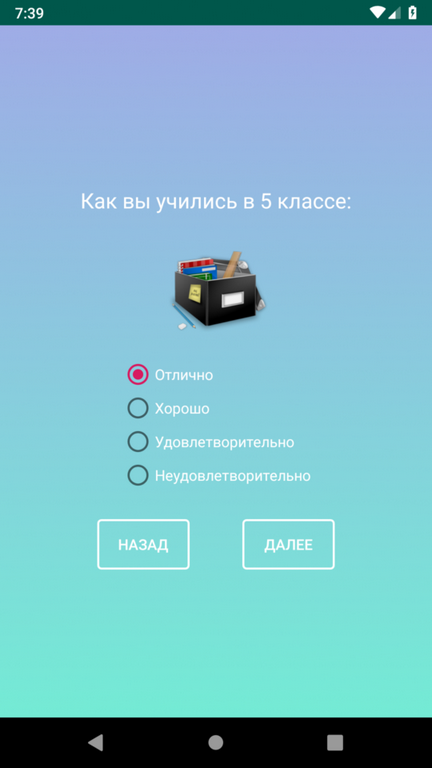 7:39
Как вы учились в 5 классе:
Отлично
Хорошо
Удовлетворительно
Неудовлетворительно
НАЗАД
ДАЛЕЕ